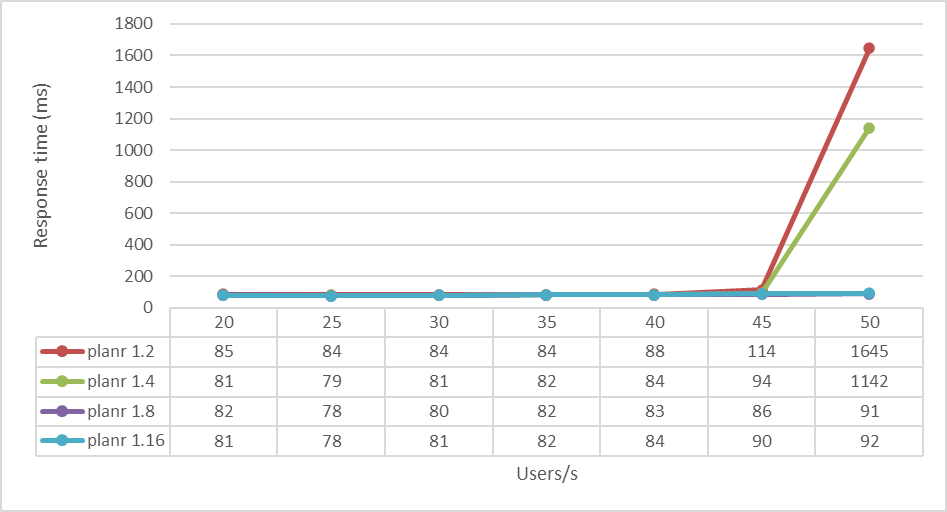 1800
1600
1400
1200
1000
800
600
400
200
0
Response time (ms)
20 25 30 35 40 45 50
planr 1.2 85 84 84 84 88 114 1645
planr 1.4 81 79 81 82 84 94 1142
planr 1.8 82 78 80 82 83 86 91
planr 1.16 81 78 81 82 84 90 92
Users/s